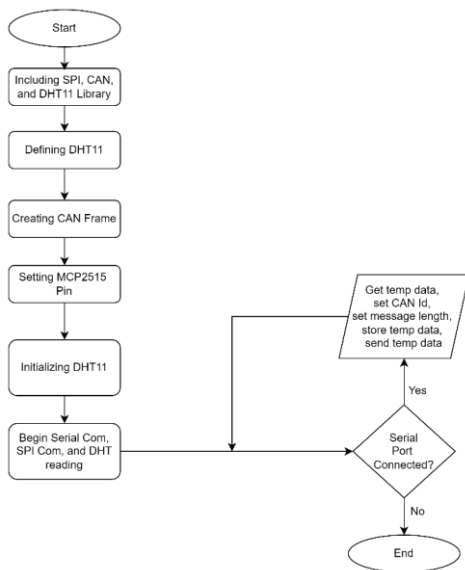 Start
Including SPI, CAN,
and DHT11 Library
Defining DHT11
Creating CAN Frame
Setting MCP2515
Pin
Initializing DHT11
Begin Serial Com,
SPI Com, and DHT
reading
Get temp data,
set CAN Id,
set message length,
store temp data,
send temp data
Yes
Serial
Port
Connected?
No
End